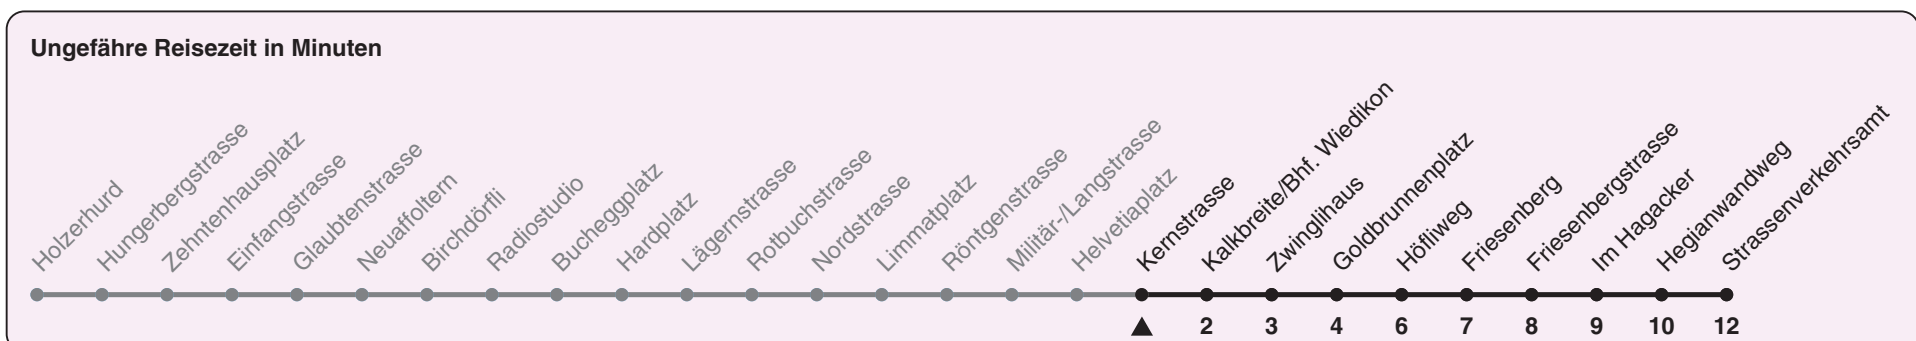 Ungefähre Reisezeit in Minuten
Holzerhurd
Hungerbergstrasse
Zehntenhausplatz
Einfangstrasse
Glaubtenstrasse
Neuaffoltern
Birchdörfli
Radiostudio
Bucheggplatz
Hardplatz
Lägernstrasse
Rotbuchstrasse
Nordstrasse
Limmatplatz
Röntgenstrasse
Militär-/Langstrasse
Helvetiaplatz
Kernstrasse
Kalkbreite/Bhf. Wiedikon
Zwinglihaus
Goldbrunnenplatz
Höfliweg
Friesenberg
Friesenbergstrasse
Im Hagacker
Hegianwandweg
Strassenverkehrsamt
2 3 4 6 7 8 9 10 12